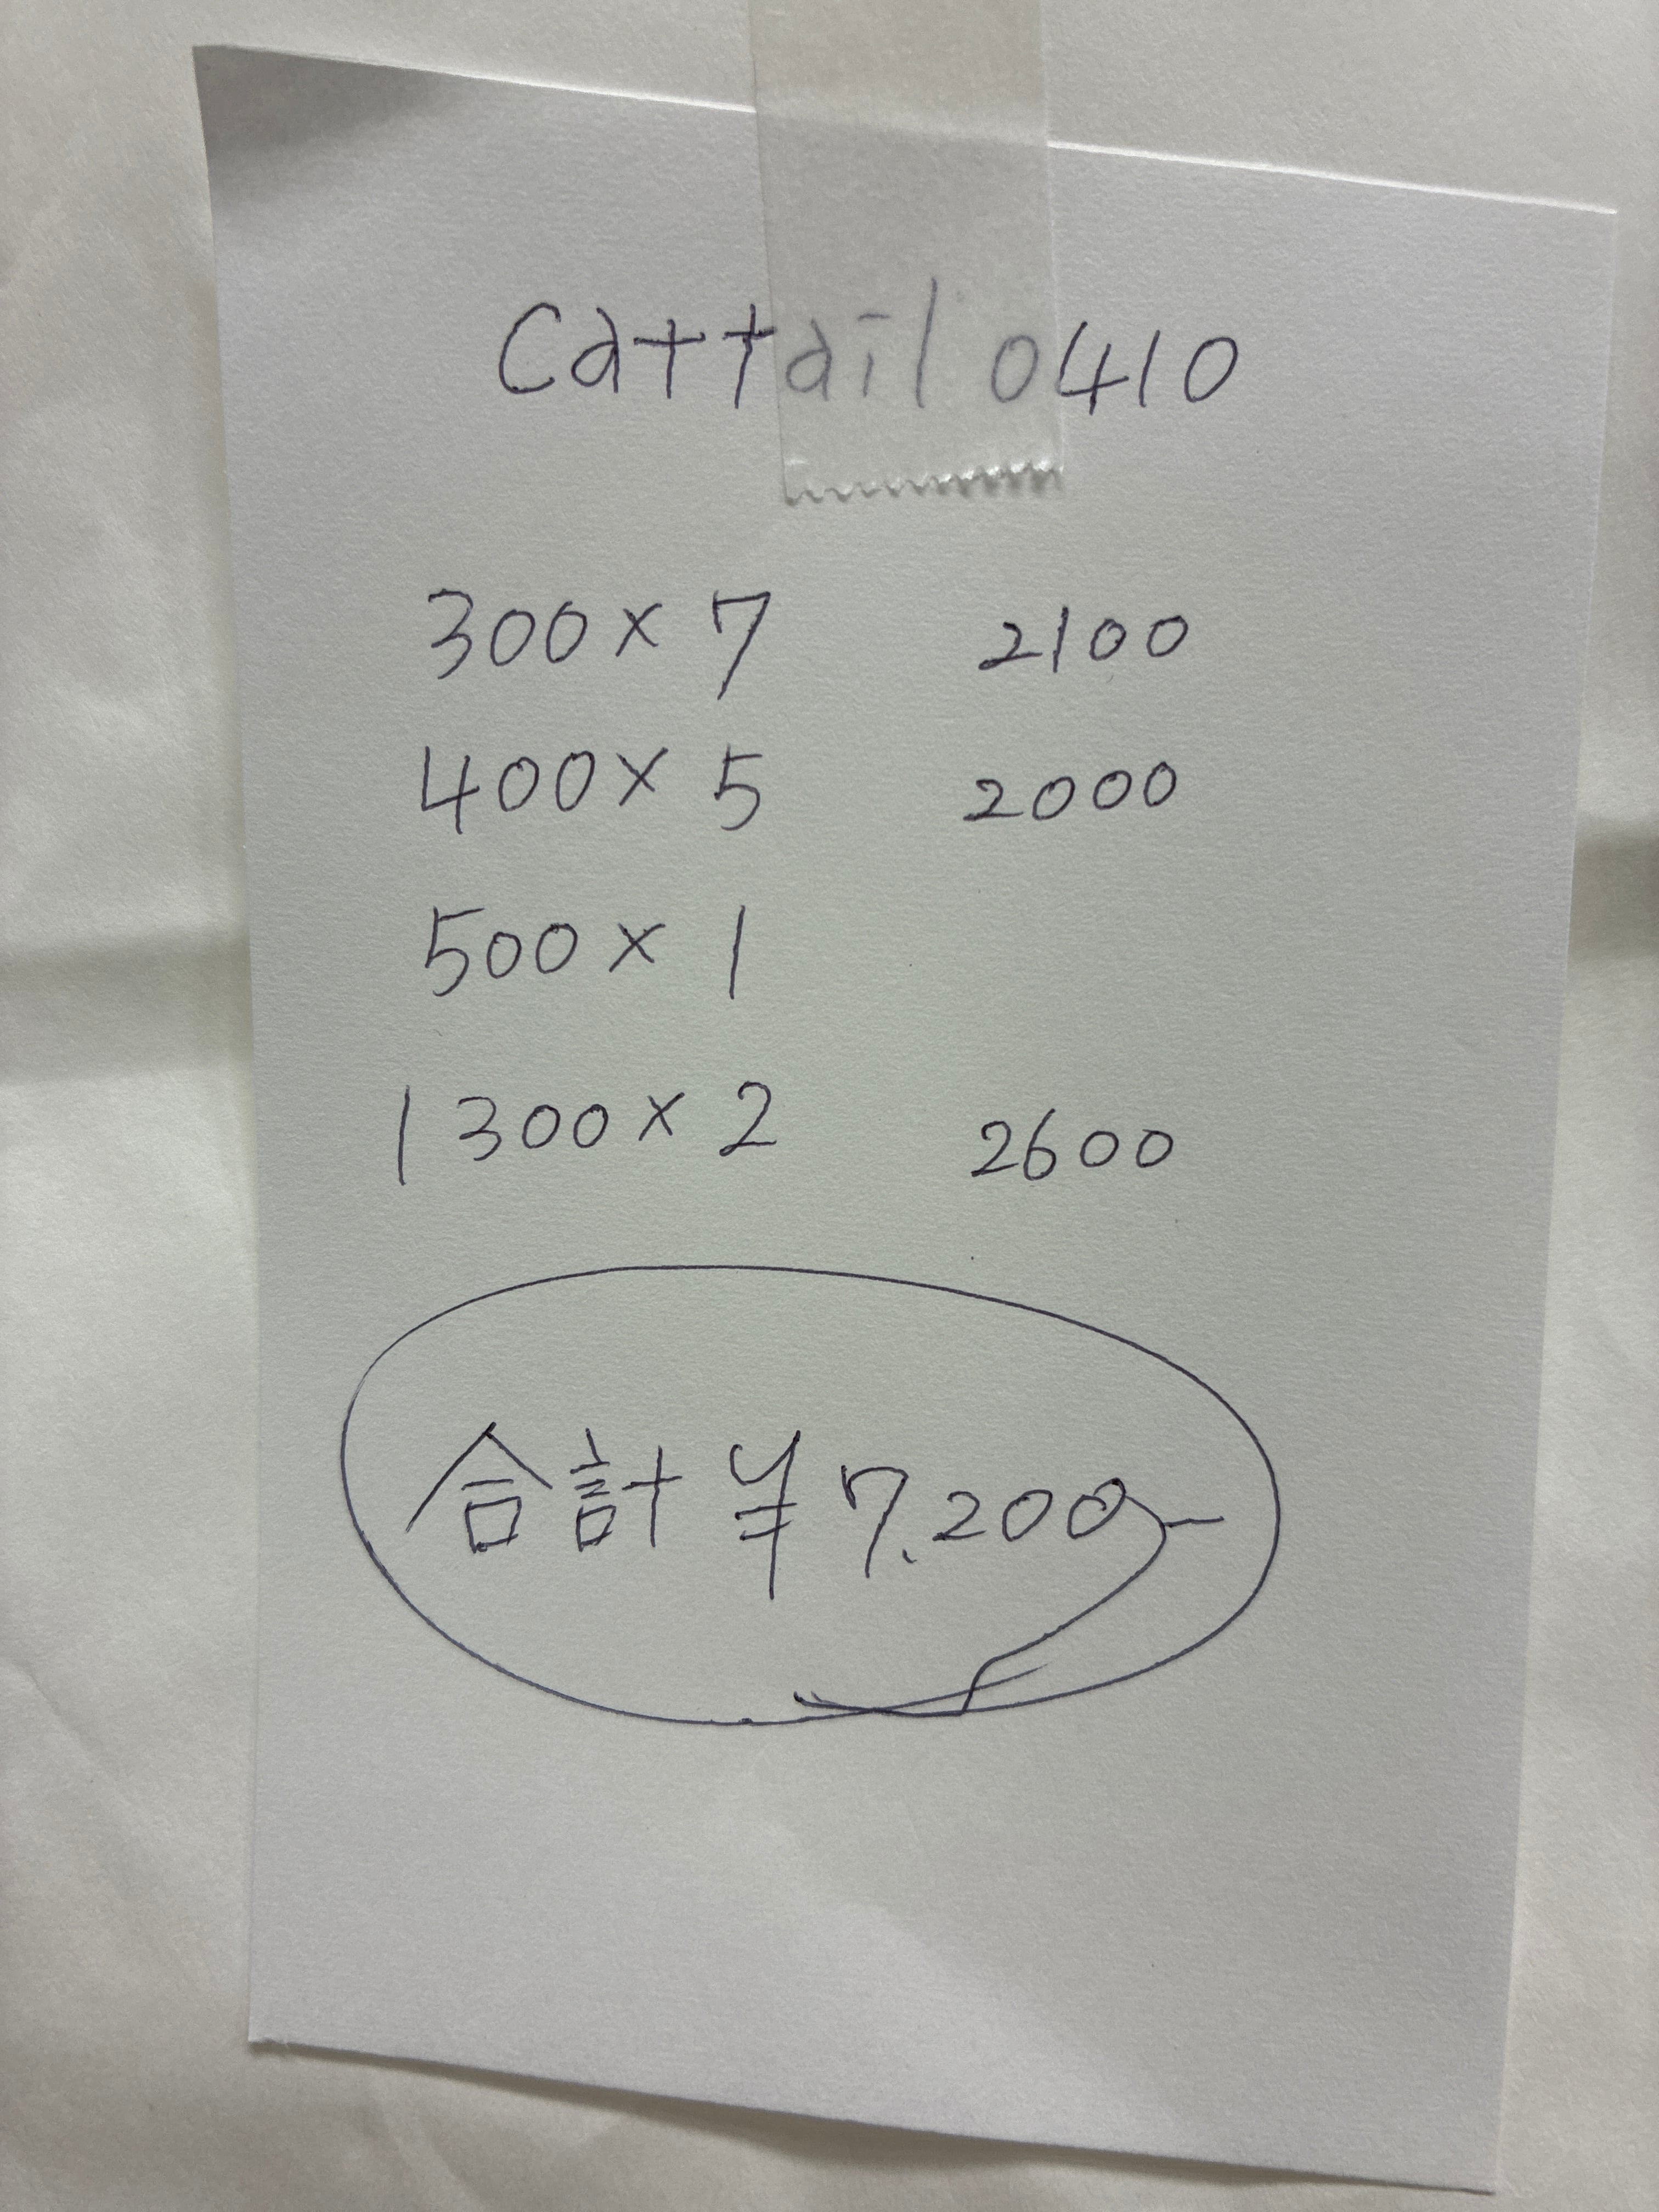 Cattail 0410
300 × 7 2100
400 × 5 2000
500 × 1
1300 × 2 2600
合計 ¥7,200-